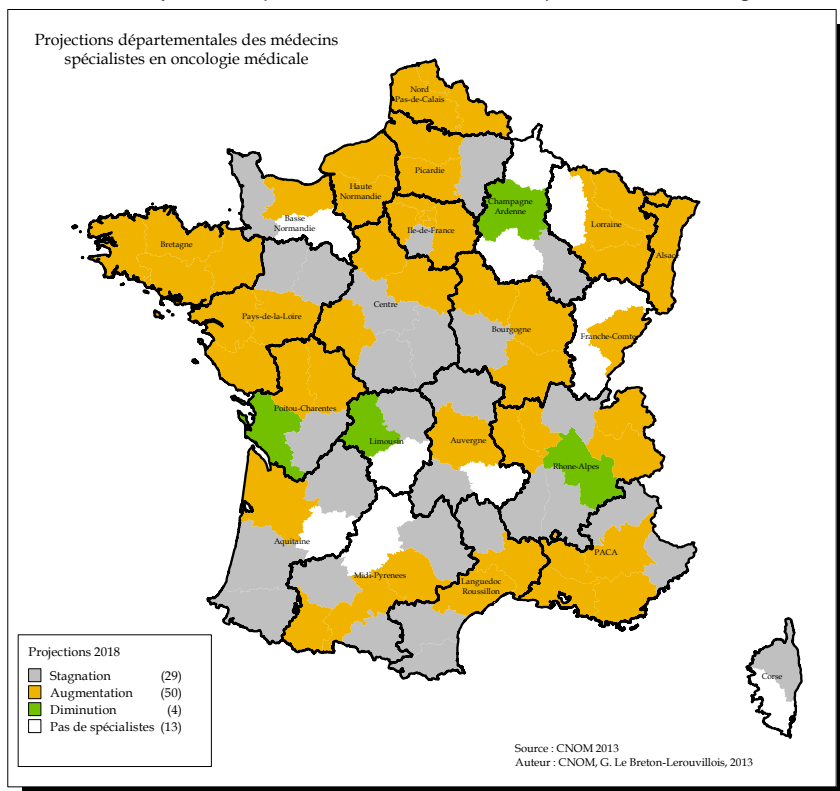 Projections départementales des médecins
spécialistes en oncologie médicale
Nord
Pas-de-Calais
Picardie
Haute
Normandie
Champagne
Ardenne
Basse
Normandie
Ile-de-France
Lorraine
Alsace
Bretagne
Centre
Pays-de-la-Loire
Bourgogne
Franche-Comte
Poitou-Charentes
Limousin
Auvergne
Rhone-Alpes
Aquitaine
PACA
Midi-Pyrenees
Languedoc
Roussillon
Corse
Projections 2018
Stagnation (29)
Augmentation (50)
Diminution (4)
Pas de spécialistes (13)
Source : CNOM 2013
Auteur : CNOM, G. Le Breton-Lerouvillois, 2013